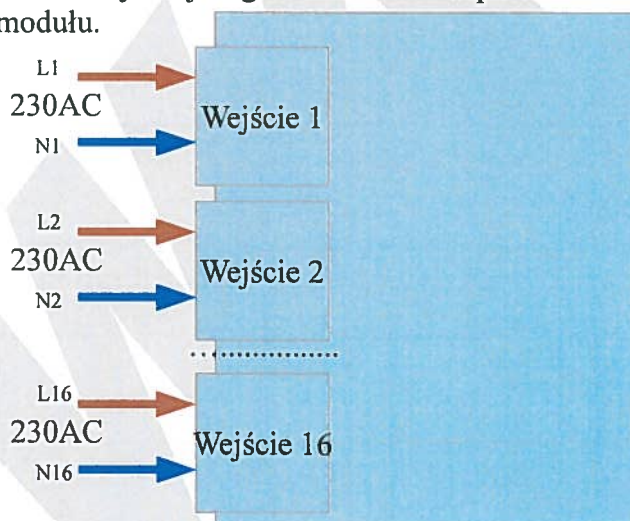 modułu.
L1
230AC
N1
Wejście 1
L2
230AC
N2
Wejście 2
L16
230AC
N16
Wejście 16